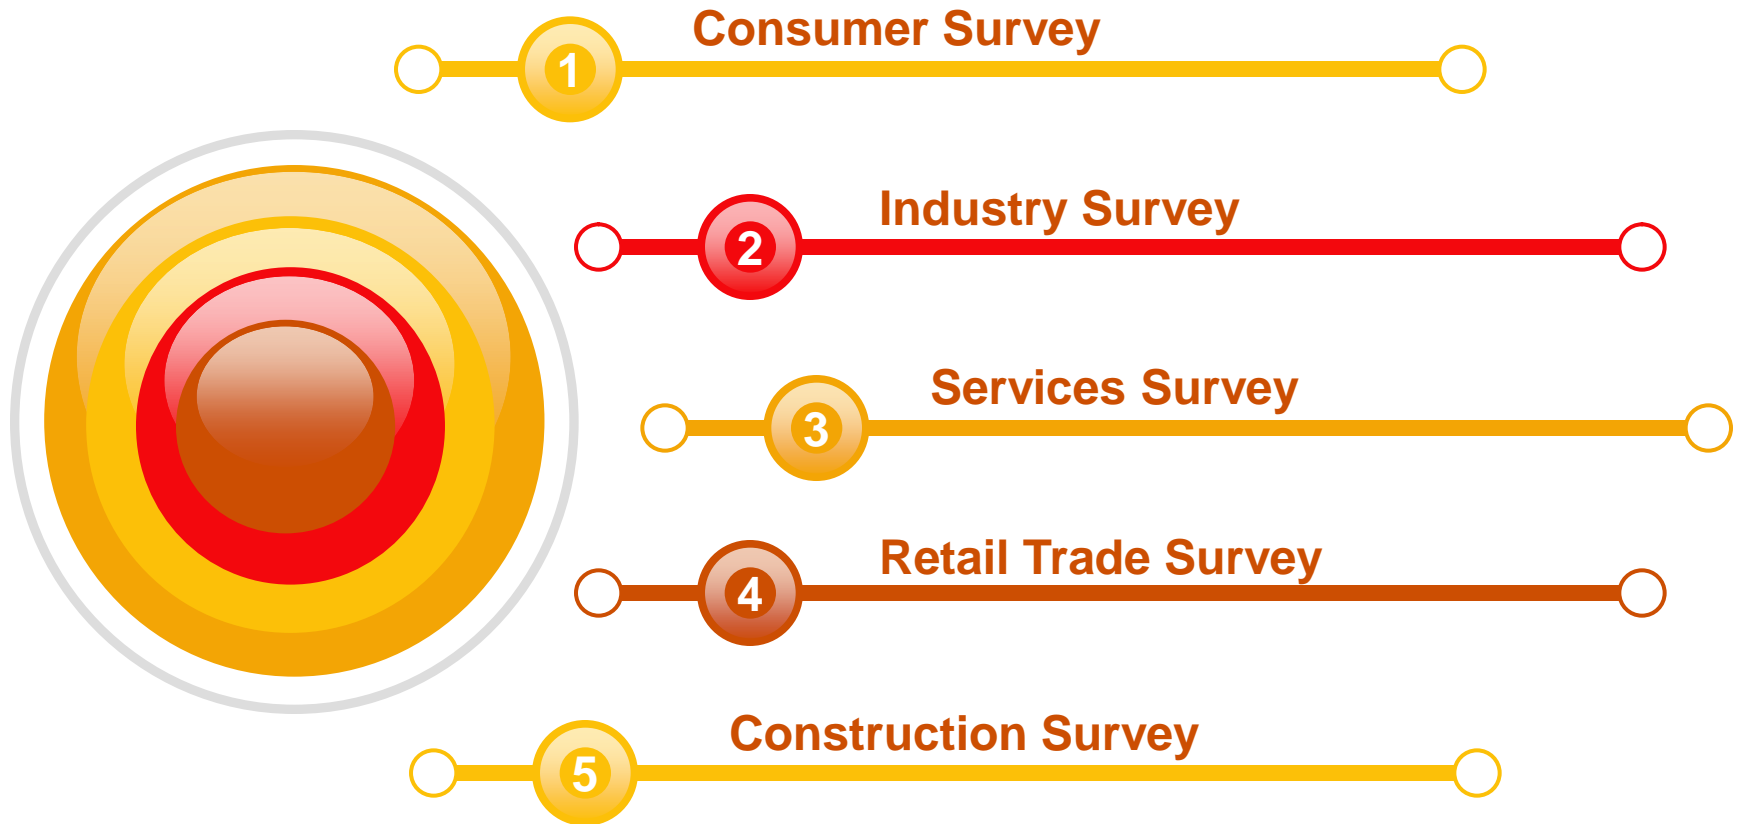 1 Consumer Survey
2 Industry Survey
3 Services Survey
4 Retail Trade Survey
5 Construction Survey